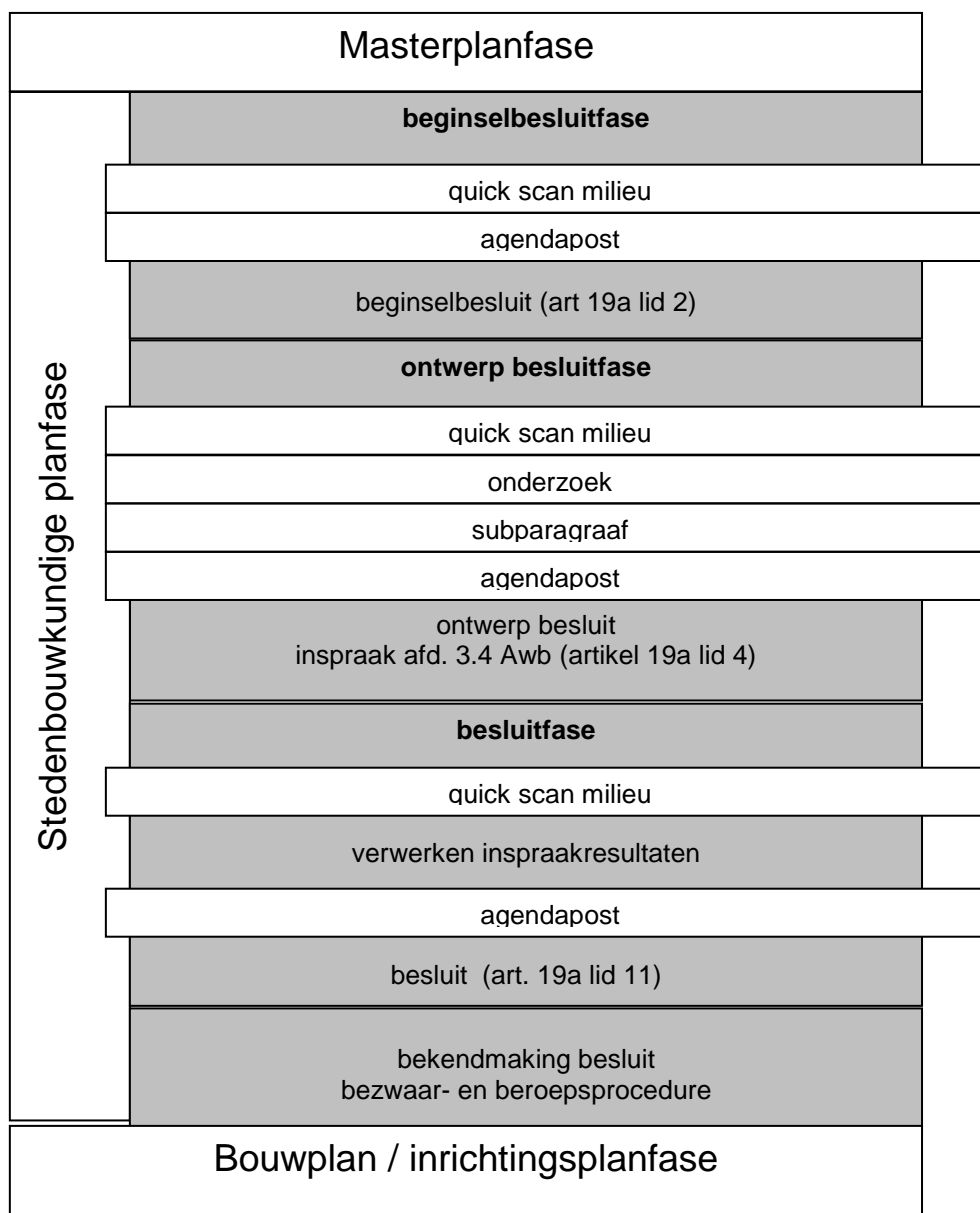 Masterplanfase
Stedenbouwkundige planfase
beginselbesluitfase
quick scan milieu
agendapost
beginselbesluit (art 19a lid 2)
ontwerp besluitfase
quick scan milieu
onderzoek
subparagraaf
agendapost
ontwerp besluit
inspraak afd. 3.4 Awb (artikel 19a lid 4)
besluitfase
quick scan milieu
verwerken inspraakresultaten
agendapost
besluit (art. 19a lid 11)
bekendmaking besluit
bezwaar- en beroepsprocedure
Bouwplan / inrichtingsplanfase